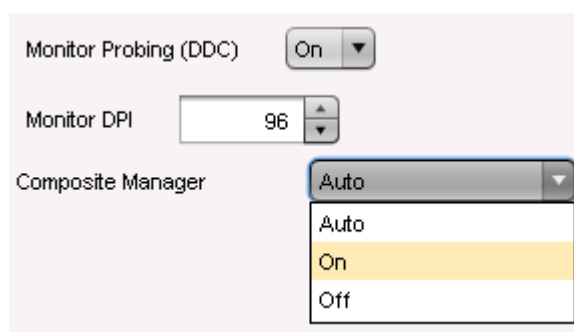 Monitor Probing (DDC) On
Monitor DPI 96
Composite Manager Auto
Auto
On
Off